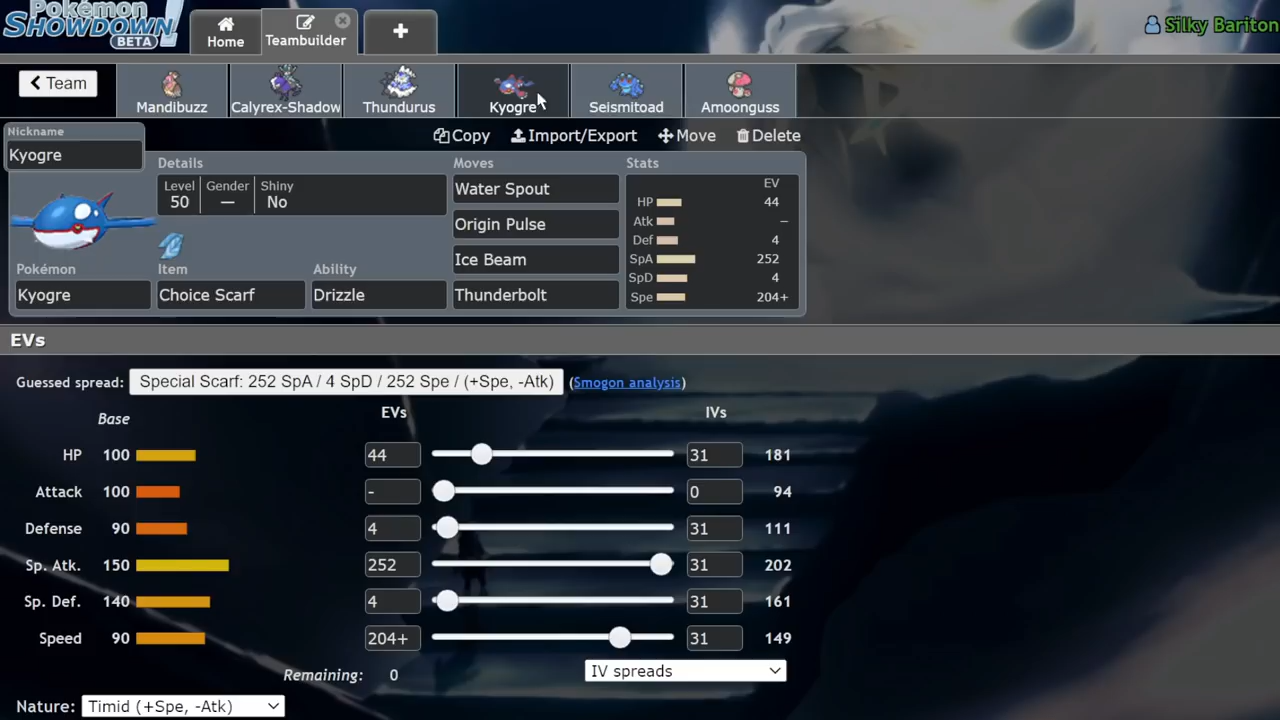 Pokémon
SHOWDOWN!
BETA
Home
Teambuilder
Silky Bariton
Team
Mandibuzz
Calyrex-Shadow
Thundurus
Kyogre
Seismitoad
Amoonguss
Copy
Import/Export
Move
Delete
Nickname
Kyogre
Details
Level Gender Shiny
50 — No
Pokémon
Kyogre
Item
Choice Scarf
Ability
Drizzle
Moves
Water Spout
Origin Pulse
Ice Beam
Thunderbolt
Stats
EV
HP 44
Atk –
Def 4
SpA 252
SpD 4
Spe 204+
EVs
Guessed spread: Special Scarf: 252 SpA / 4 SpD / 252 Spe / (+Spe, -Atk) (Smogon analysis)
Base EVs IVs
HP 100 44 31 181
Attack 100 - 0 94
Defense 90 4 31 111
Sp. Atk. 150 252 31 202
Sp. Def. 140 4 31 161
Speed 90 204+ 31 149
Remaining: 0 IV spreads
Nature: Timid (+Spe, -Atk)